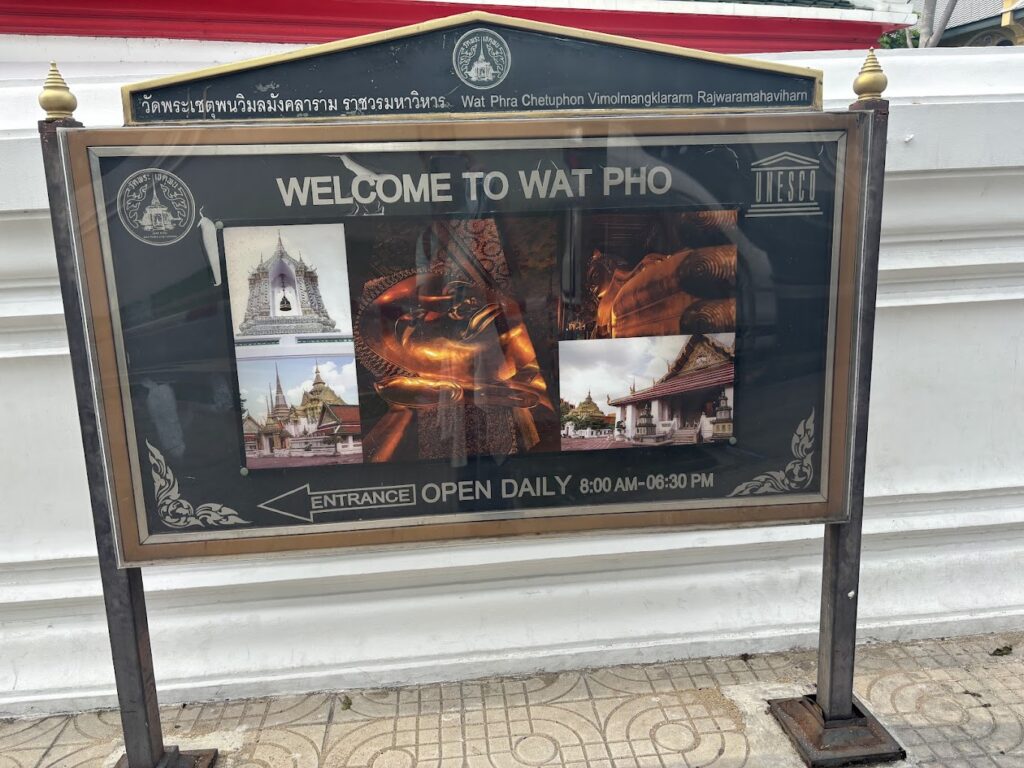 วัดพระเชตุพนวิมลมังคลาราม ราชวรมหาวิหาร Wat Phra Chetuphon Vimolmangklararm Rajwaramahaviharn
WELCOME TO WAT PHO
UNESCO
ENTRANCE OPEN DAILY 8:00 AM-06:30 PM